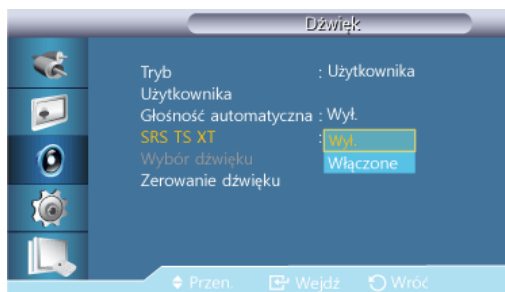 Dźwięk
Tryb : Użytkownika
Użytkownika
Głośność automatyczna : Wył.
SRS TS XT : Wył.
Wybór dźwięku Włączone
Zerowanie dźwięku
Przen. Wejdź Wróć